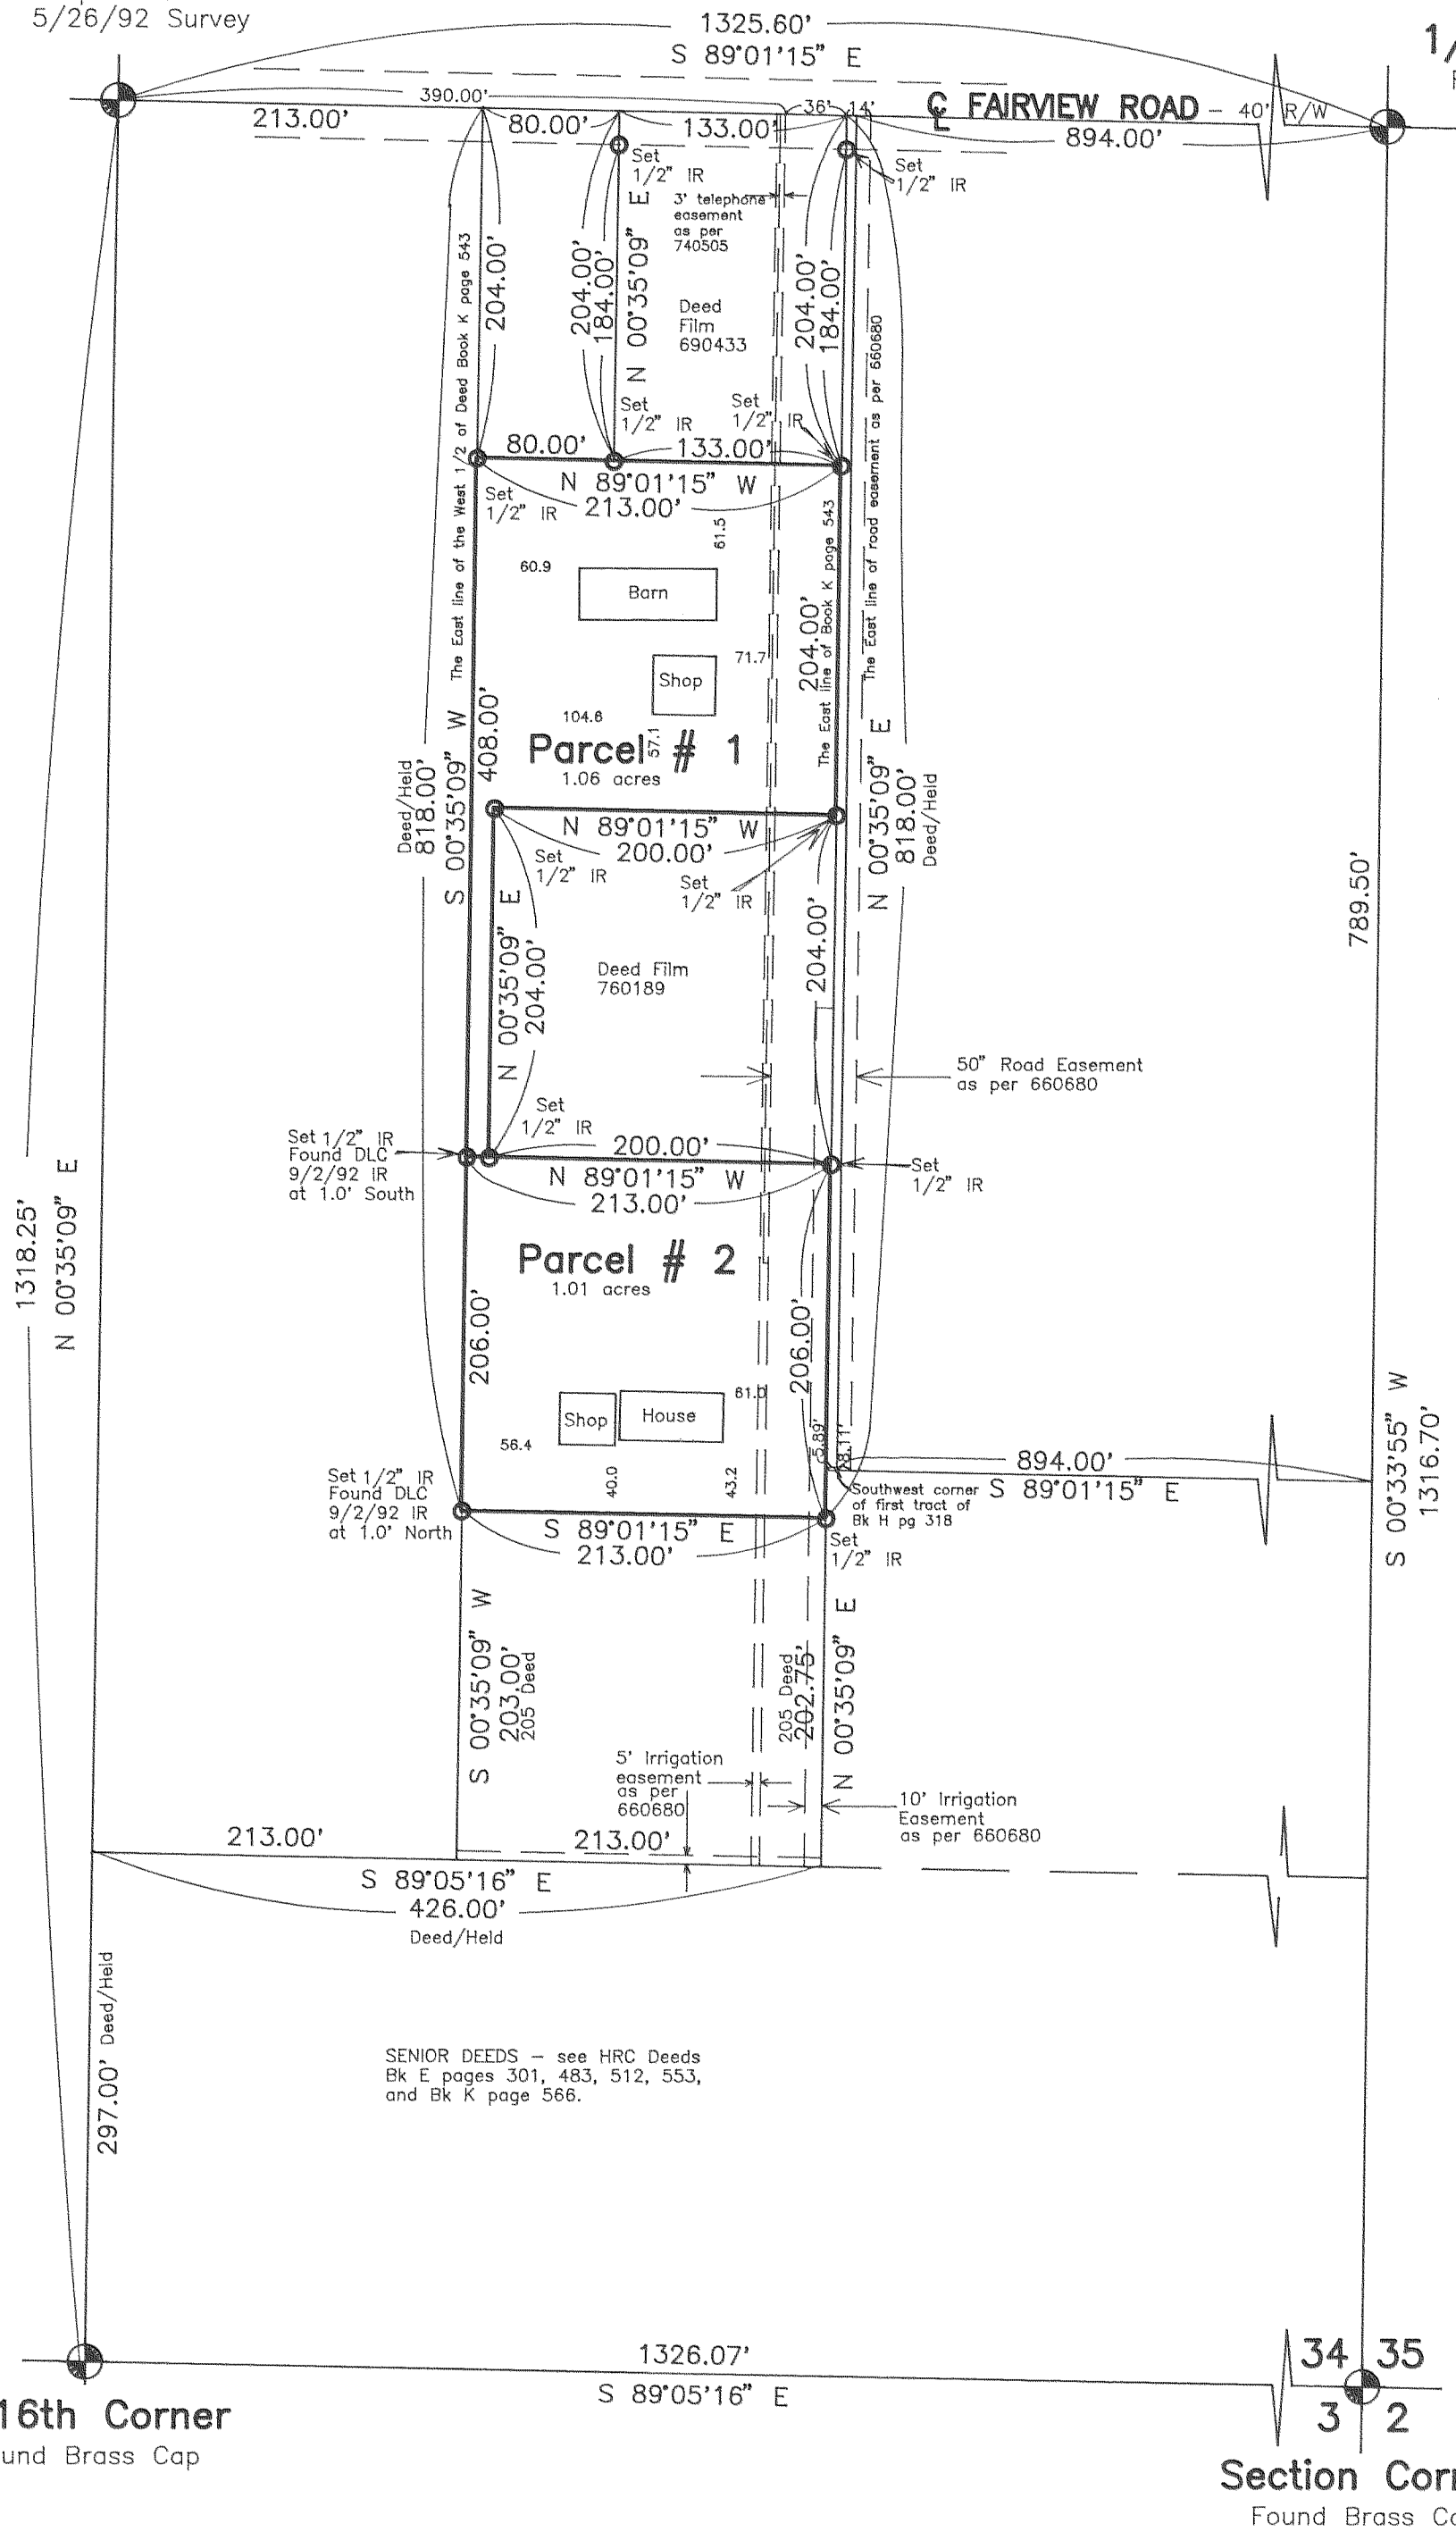 5/26/92 Survey
1325.60'
S 89°01'15" E
1/
390.00'
36'
14'
℄ FAIRVIEW ROAD – 40' R/W
213.00'
80.00'
133.00'
894.00'
Set
1/2" IR
Set
1/2" IR
3' telephone
easement
as per
740505
204.00'
204.00'
184.00'
N 00°35'09" E
204.00'
184.00'
Deed
Film
690433
The East line of the West 1/2 of Deed Book K page 543
The East line of road easement as per 660680
Set
1/2" IR
Set
1/2" IR
80.00'
133.00'
N 89°01'15" W
213.00'
Set
1/2" IR
61.5
60.9
Barn
The East line of Book K page 543
204.00'
71.7
Shop
104.8
57.1
Parcel # 1
1.06 acres
408.00'
S 00°35'09" W
818.00'
Deed/Held
N 00°35'09" E
818.00'
Deed/Held
N 89°01'15" W
200.00'
Set
1/2" IR
Set
1/2" IR
789.50'
N 00°35'09" E
204.00'
204.00'
Deed Film
760189
50" Road Easement
as per 660680
Set
1/2" IR
Set 1/2" IR
Found DLC
9/2/92 IR
at 1.0' South
200.00'
N 89°01'15" W
213.00'
Set
1/2" IR
1318.25'
N 00°35'09" E
Parcel # 2
1.01 acres
206.00'
206.00'
61.0
Shop
House
56.4
40.0
43.2
5.89'
8.11'
894.00'
S 89°01'15" E
Southwest corner
of first tract of
Bk H pg 318
S 00°33'55" W
1316.70'
Set 1/2" IR
Found DLC
9/2/92 IR
at 1.0' North
S 89°01'15" E
213.00'
Set
1/2" IR
S 00°35'09" W
203.00'
205 Deed
205 Deed
202.75'
N 00°35'09" E
5' Irrigation
easement
as per
660680
10' Irrigation
Easement
as per 660680
213.00'
213.00'
S 89°05'16" E
426.00'
Deed/Held
297.00' Deed/Held
SENIOR DEEDS – see HRC Deeds
Bk E pages 301, 483, 512, 553,
and Bk K page 566.
1326.07'
S 89°05'16" E
34 35
3 2
16th Corner
und Brass Cap
Section Corn
Found Brass Ca